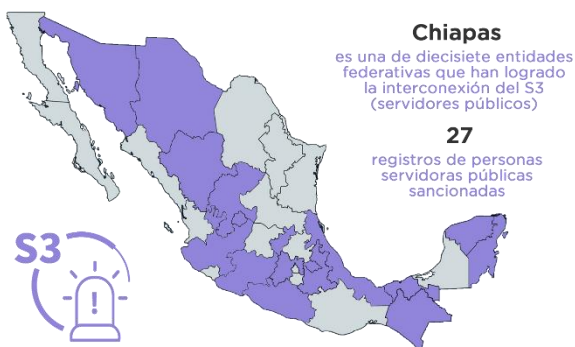 Chiapas
es una de diecisiete entidades
federativas que han logrado
la interconexión del S3
(servidores públicos)
27
registros de personas
servidoras públicas
sancionadas
S3